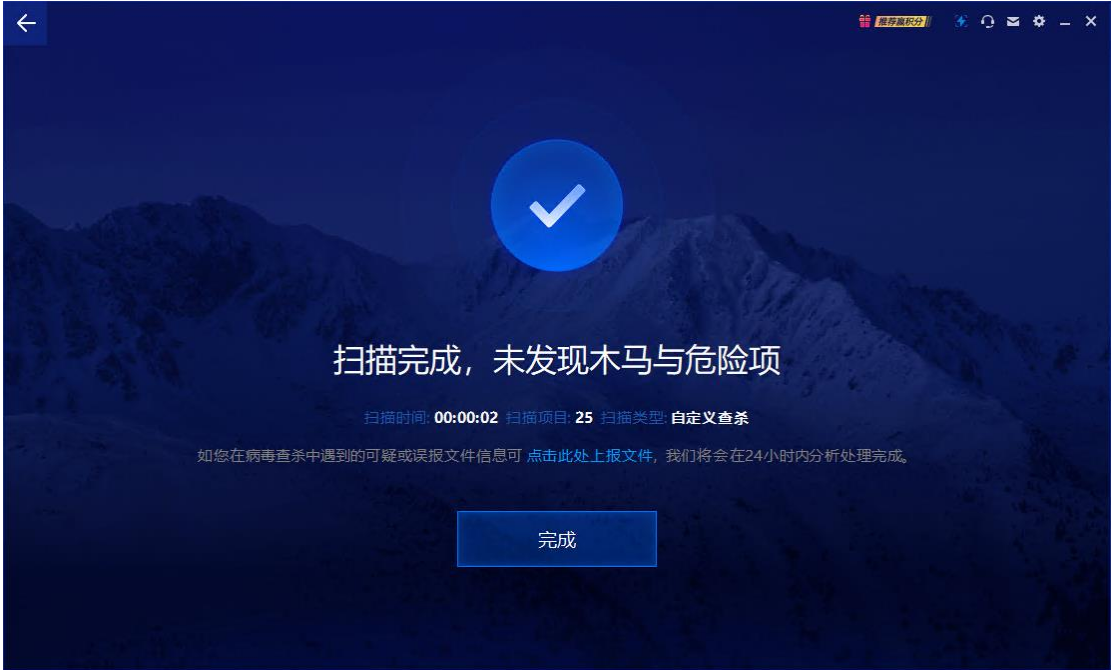 推荐赢积分
扫描完成，未发现木马与危险项
扫描时间: 00:00:02 扫描项目: 25 扫描类型: 自定义查杀
如您在病毒查杀中遇到的可疑或误报文件信息可 点击此处上报文件，我们将会在24小时内分析处理完成。
完成